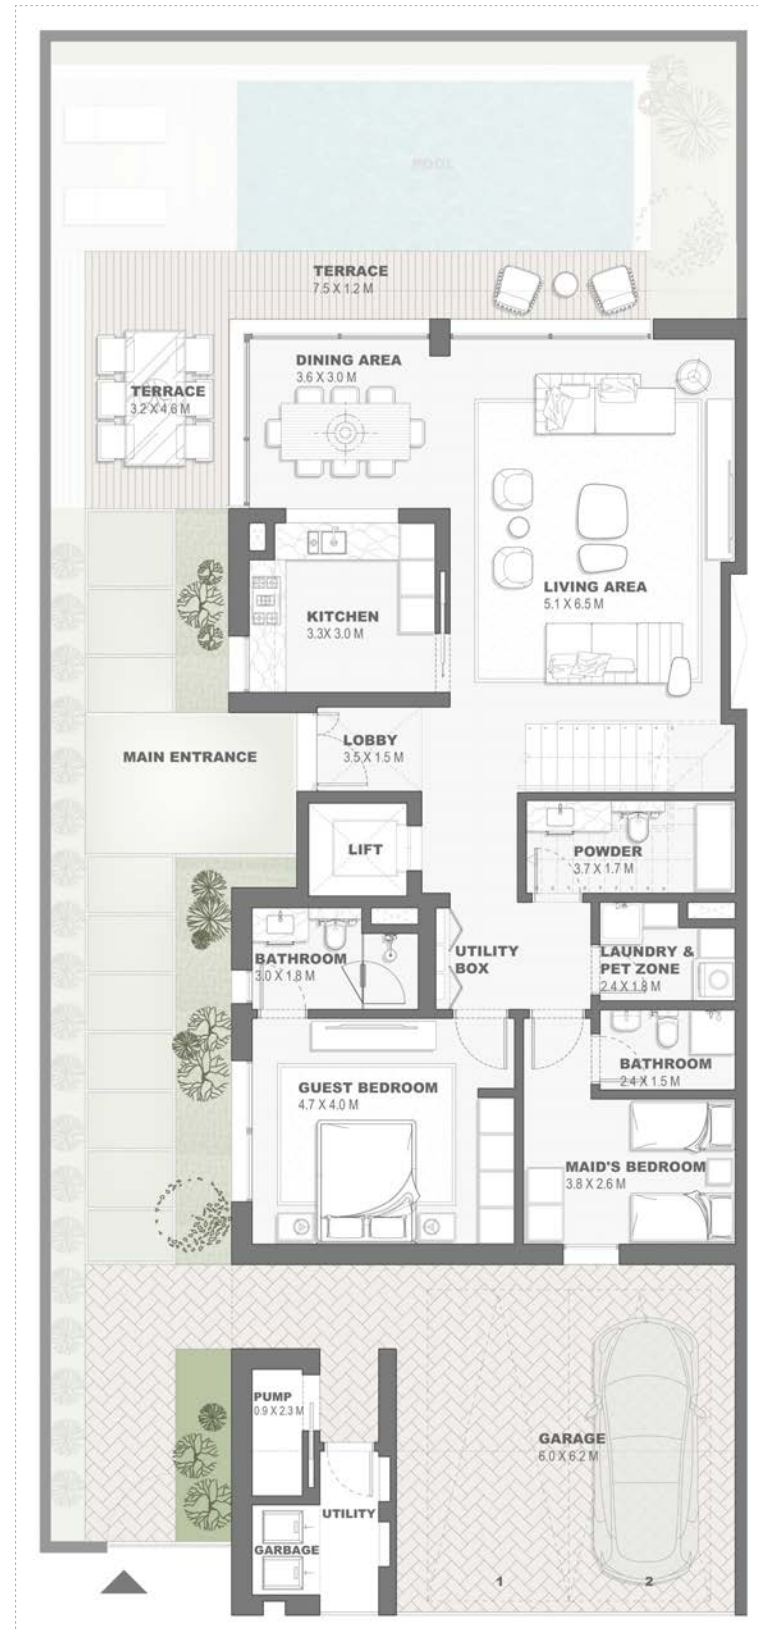 POOL
TERRACE
7.5 X 1.2 M
DINING AREA
3.6 X 3.0 M
TERRACE
3.2 X 4.6 M
LIVING AREA
5.1 X 6.5 M
KITCHEN
3.3X 3.0 M
LOBBY
3.5 X 1.5 M
MAIN ENTRANCE
LIFT
POWDER
3.7 X 1.7 M
BATHROOM
3.0 X 1.8 M
UTILITY
BOX
LAUNDRY &
PET ZONE
2.4 X 1.8 M
BATHROOM
2.4 X 1.5 M
GUEST BEDROOM
4.7 X 4.0 M
MAID'S BEDROOM
3.8 X 2.6 M
PUMP
0.9 X 2.3 M
GARAGE
6.0 X 6.2 M
UTILITY
GARBAGE
1
2